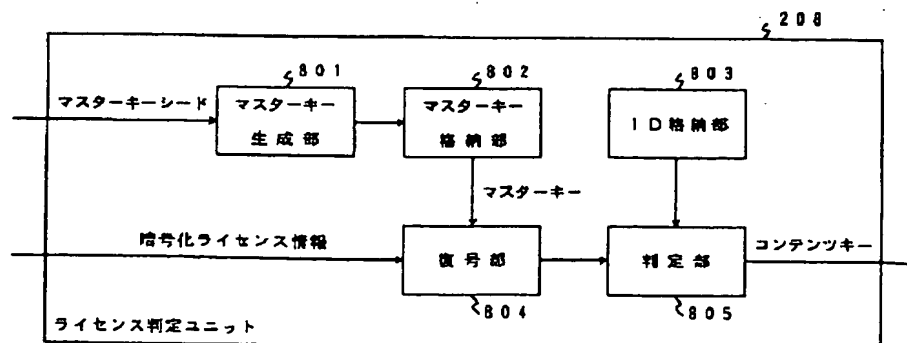 208
801
802
803
マスターキーシード
マスターキー
生成部
マスターキー
格納部
ID格納部
マスターキー
暗号化ライセンス情報
復号部
判定部
コンテンツキー
804
805
ライセンス判定ユニット